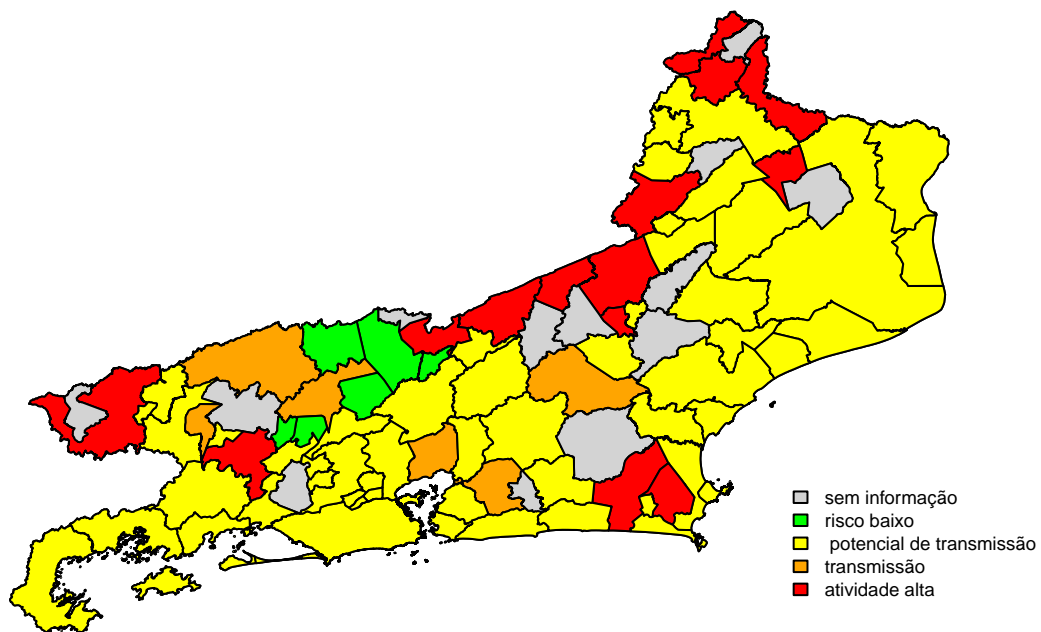 sem informação
risco baixo
potencial de transmissão
transmissão
atividade alta